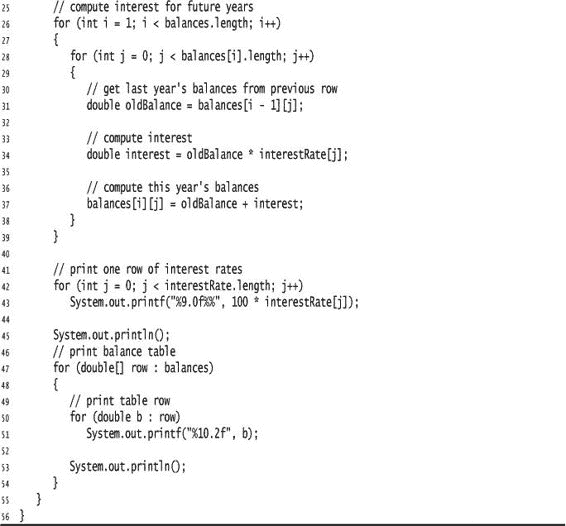 25 // compute interest for future years
26 for (int i = 1; i < balances.length; i++)
27 {
28 for (int j = 0; j < balances[i].length; j++)
29 {
30 // get last year's balances from previous row
31 double oldBalance = balances[i - 1][j];
32
33 // compute interest
34 double interest = oldBalance * interestRate[j];
35
36 // compute this year's balances
37 balances[i][j] = oldBalance + interest;
38 }
39 }
40
41 // print one row of interest rates
42 for (int j = 0; j < interestRate.length; j++)
43 System.out.printf("%9.0f%%", 100 * interestRate[j]);
44
45 System.out.println();
46 // print balance table
47 for (double[] row : balances)
48 {
49 // print table row
50 for (double b : row)
51 System.out.printf("%10.2f", b);
52
53 System.out.println();
54 }
55 }
56 }